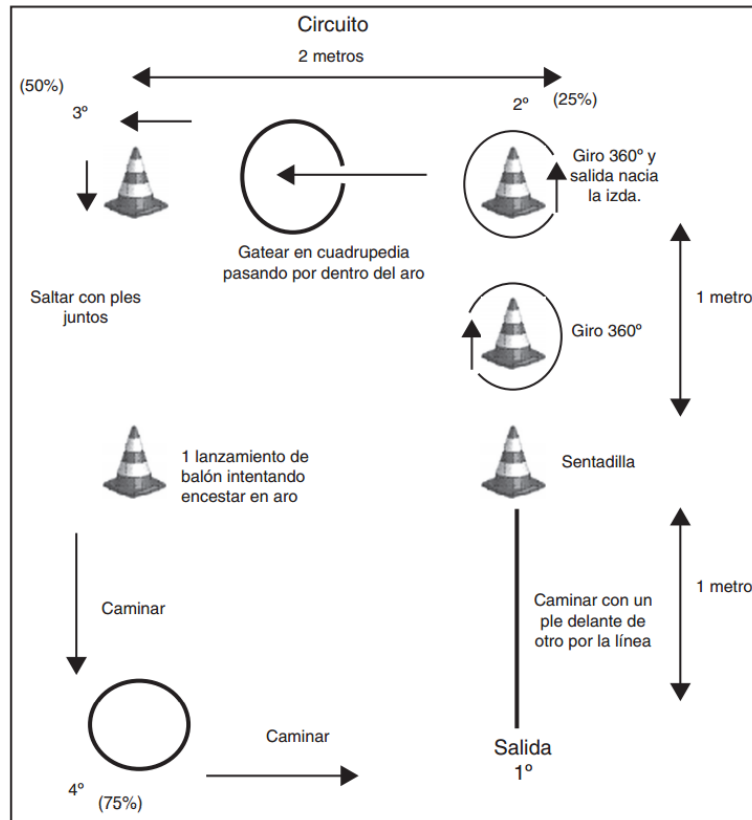 Circuito
2 metros
(50%)
3º
2º
(25%)
Giro 360º y
salida nacia
la izda.
Gatear en cuadrupedia
pasando por dentro del aro
Saltar con ples
juntos
1 metro
Giro 360º
1 lanzamiento de
balón intentando
encestar en aro
Sentadilla
Caminar
Caminar con un
ple delante de
otro por la línea
1 metro
Caminar
Salida
1º
4º
(75%)